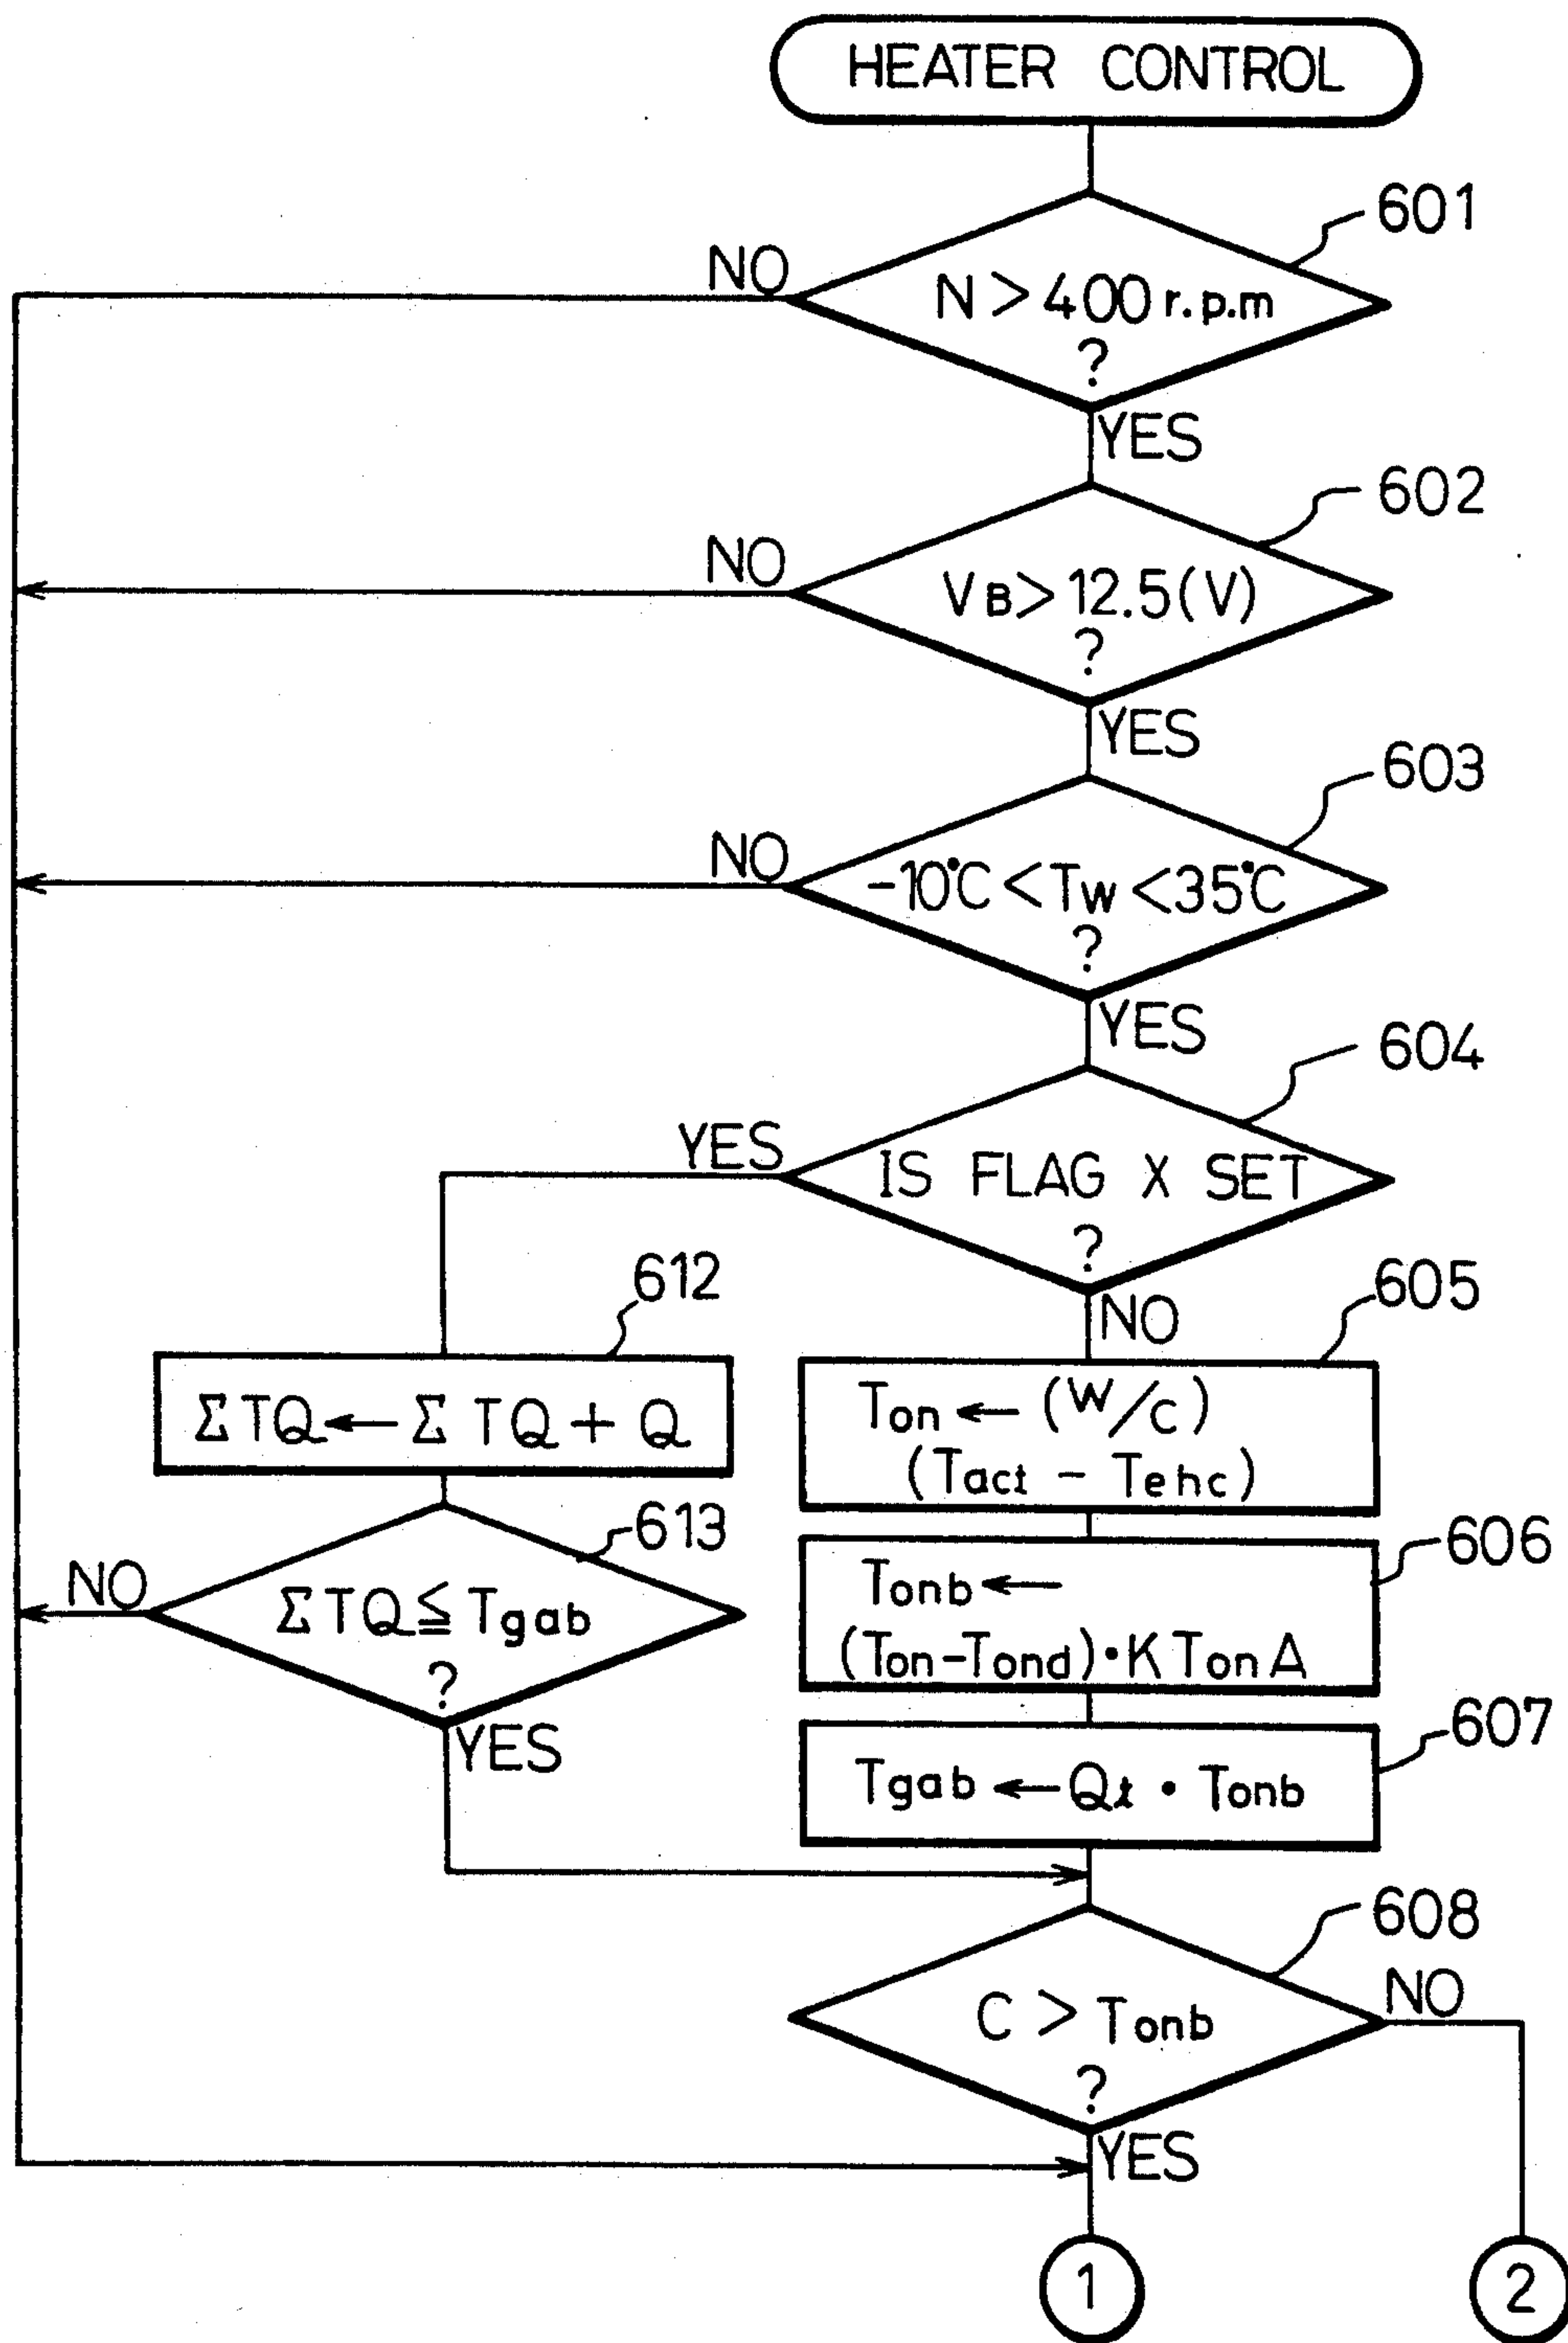 HEATER CONTROL
601
NO
N > 400 r.p.m
?
YES
602
NO
VB > 12.5 (V)
?
YES
603
NO
-10°C < Tw < 35°C
?
YES
604
YES
IS FLAG X SET
?
NO
612
605
ΣTQ ← ΣTQ + Q
Ton ← (W/c)
(Tact - Tehc)
613
606
NO
ΣTQ ≦ Tgab
?
YES
Tonb ←
(Ton-Tond)・KTonA
607
Tgab ← Qt・Tonb
608
NO
C > Tonb
?
YES
1
2